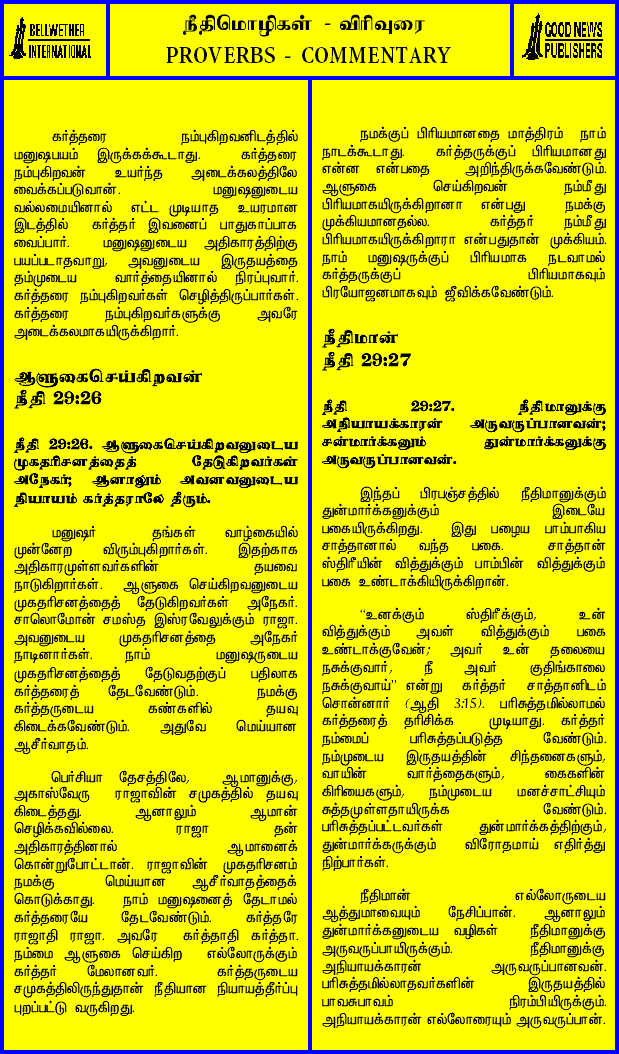 BELLWETHER
INTERNATIONAL
நீதிமொழிகள் - விரிவுரை
PROVERBS - COMMENTARY
GOOD NEWS
PUBLISHERS
கர்த்தரை நம்புகிறவனிடத்தில்
மனுஷபயம் இருக்கக்கூடாது. கர்த்தரை
நம்புகிறவன் உயர்ந்த அடைக்கலத்திலே
வைக்கப்படுவான். மனுஷனுடைய
வல்லமையினால் எட்ட முடியாத உயரமான
இடத்தில் கர்த்தர் இவனைப் பாதுகாப்பாக
வைப்பார். மனுஷனுடைய அதிகாரத்திற்கு
பயப்படாதவாறு, அவனுடைய இருதயத்தை
தம்முடைய வார்த்தையினால் நிரப்புவார்.
கர்த்தரை நம்புகிறவர்கள் செழித்திருப்பார்கள்.
கர்த்தரை நம்புகிறவர்களுக்கு அவரே
அடைக்கலமாகயிருக்கிறார்.
ஆளுகைசெய்கிறவன்
நீதி 29:26
நீதி 29:26. ஆளுகைசெய்கிறவனுடைய
முகதரிசனத்தைத் தேடுகிறவர்கள்
அநேகர்; ஆனாலும் அவனவனுடைய
நியாயம் கர்த்தராலே தீரும்.
மனுஷர் தங்கள் வாழ்கையில்
முன்னேற விரும்புகிறார்கள். இதற்காக
அதிகாரமுள்ளவர்களின் தயவை
நாடுகிறார்கள். ஆளுகை செய்கிறவனுடைய
முகதரிசனத்தைத் தேடுகிறவர்கள் அநேகர்.
சாலொமோன் சமஸ்த இஸ்ரவேலுக்கும் ராஜா.
அவனுடைய முகதரிசனத்தை அநேகர்
நாடினார்கள். நாம் மனுஷருடைய
முகதரிசனத்தைத் தேடுவதற்குப் பதிலாக
கர்த்தரைத் தேடவேண்டும். நமக்கு
கர்த்தருடைய கண்களில் தயவு
கிடைக்கவேண்டும். அதுவே மெய்யான
ஆசீர்வாதம்.
பெர்சியா தேசத்திலே, ஆமானுக்கு,
அகாஸ்வேரு ராஜாவின் சமுகத்தில் தயவு
கிடைத்தது. ஆனாலும் ஆமான்
செழிக்கவில்லை. ராஜா தன்
அதிகாரத்தினால் ஆமானைக்
கொன்றுபோட்டான். ராஜாவின் முகதரிசனம்
நமக்கு மெய்யான ஆசீர்வாதத்தைக்
கொடுக்காது. நாம் மனுஷனைத் தேடாமல்
கர்த்தரையே தேடவேண்டும். கர்த்தரே
ராஜாதி ராஜா. அவரே கர்த்தாதி கர்த்தா.
நம்மை ஆளுகை செய்கிற எல்லோருக்கும்
கர்த்தர் மேலானவர். கர்த்தருடைய
சமுகத்திலிருந்துதான் நீதியான நியாயத்தீர்ப்பு
புறப்பட்டு வருகிறது.
நமக்குப் பிரியமானதை மாத்திரம் நாம்
நாடக்கூடாது. கர்த்தருக்குப் பிரியமானது
என்ன என்பதை அறிந்திருக்கவேண்டும்.
ஆளுகை செய்கிறவன் நம்மீது
பிரியமாகயிருக்கிறானா என்பது நமக்கு
முக்கியமானதல்ல. கர்த்தர் நம்மீது
பிரியமாகயிருக்கிறாரா என்பதுதான் முக்கியம்.
நாம் மனுஷருக்குப் பிரியமாக நடவாமல்
கர்த்தருக்குப் பிரியமாகவும்
பிரயோஜனமாகவும் ஜீவிக்கவேண்டும்.
நீதிமான்
நீதி 29:27
நீதி 29:27. நீதிமானுக்கு
அநியாயக்காரன் அருவருப்பானவன்;
சன்மார்க்கனும் துன்மார்க்கனுக்கு
அருவருப்பானவன்.
இந்தப் பிரபஞ்சத்தில் நீதிமானுக்கும்
துன்மார்க்கனுக்கும் இடையே
பகையிருக்கிறது. இது பழைய பாம்பாகிய
சாத்தானால் வந்த பகை. சாத்தான்
ஸ்திரீயின் வித்துக்கும் பாம்பின் வித்துக்கும்
பகை உண்டாக்கியிருக்கிறான்.
“உனக்கும் ஸ்திரீக்கும், உன்
வித்துக்கும் அவள் வித்துக்கும் பகை
உண்டாக்குவேன்; அவர் உன் தலையை
நசுக்குவார், நீ அவர் குதிங்காலை
நசுக்குவாய்” என்று கர்த்தர் சாத்தானிடம்
சொன்னார் (ஆதி 3:15). பரிசுத்தமில்லாமல்
கர்த்தரைத் தரிசிக்க முடியாது. கர்த்தர்
நம்மைப் பரிசுத்தப்படுத்த வேண்டும்.
நம்முடைய இருதயத்தின் சிந்தனைகளும்,
வாயின் வார்த்தைகளும், கைகளின்
கிரியைகளும், நம்முடைய மனச்சாட்சியும்
சுத்தமுள்ளதாயிருக்க வேண்டும்.
பரிசுத்தப்பட்டவர்கள் துன்மார்க்கத்திற்கும்,
துன்மார்க்கருக்கும் விரோதமாய் எதிர்த்து
நிற்பார்கள்.
நீதிமான் எல்லோருடைய
ஆத்துமாவையும் நேசிப்பான். ஆனாலும்
துன்மார்க்கனுடைய வழிகள் நீதிமானுக்கு
அருவருப்பாயிருக்கும். நீதிமானுக்கு
அநியாயக்காரன் அருவருப்பானவன்.
பரிசுத்தமில்லாதவர்களின் இருதயத்தில்
பாவசுபாவம் நிரம்பியிருக்கும்.
அநியாயக்காரன் எல்லோரையும் அருவருப்பான்.